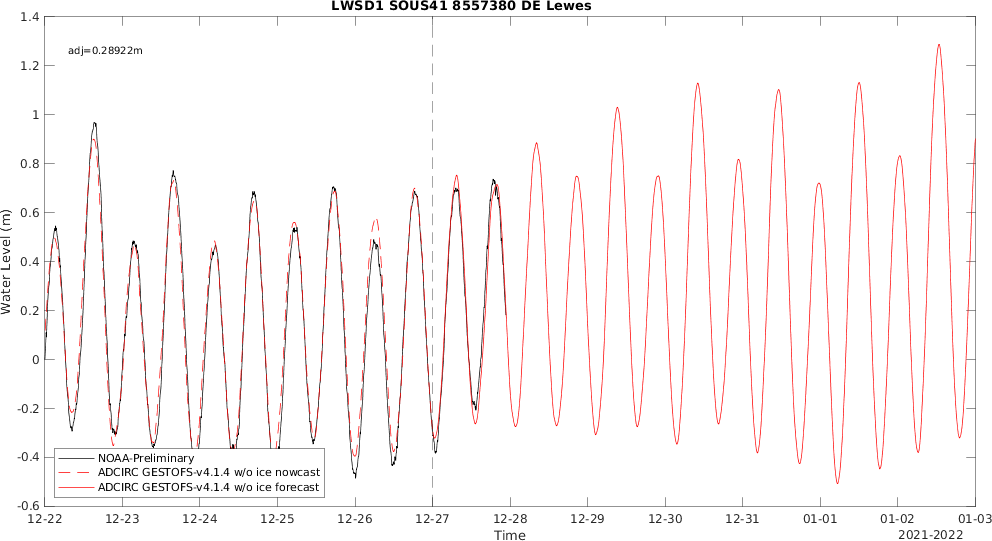 LWSD1 SOUS41 8557380 DE Lewes
1.4
adj=0.28922m
1.2
1
0.8
0.6
0.4
0.2
0
-0.2
-0.4
-0.6
Water Level (m)
NOAA-Preliminary
ADCIRC GESTOFS-v4.1.4 w/o ice nowcast
ADCIRC GESTOFS-v4.1.4 w/o ice forecast
12-22 12-23 12-24 12-25 12-26 12-27 12-28 12-29 12-30 12-31 01-01 01-02 01-03
Time
2021-2022